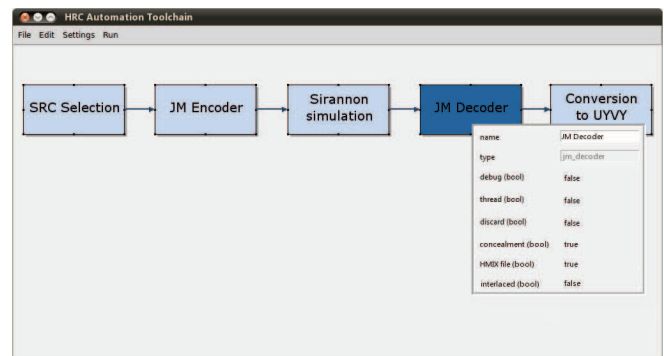 HRC Automation Toolchain
File Edit Settings Run
SRC Selection
JM Encoder
Sirannon
simulation
JM Decoder
Conversion
to UYVY
name JM Decoder
type jm_decoder
debug (bool) false
thread (bool) false
discard (bool) false
concealment (bool) true
HMIX file (bool) true
interlaced (bool) false